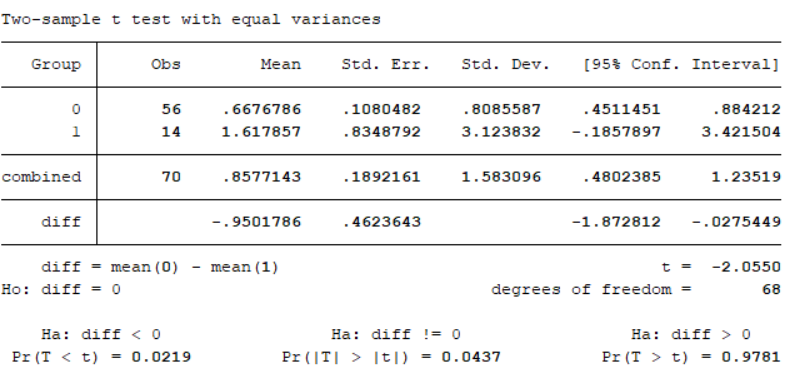 Two-sample t test with equal variances
Group Obs Mean Std. Err. Std. Dev. [95% Conf. Interval]
0 56 .6676786 .1080482 .8085587 .4511451 .884212
1 14 1.617857 .8348792 3.123832 -.1857897 3.421504
combined 70 .8577143 .1892161 1.583096 .4802385 1.23519
diff -.9501786 .4623643 -1.872812 -.0275449
diff = mean(0) - mean(1) t = -2.0550
Ho: diff = 0 degrees of freedom = 68
Ha: diff < 0 Ha: diff != 0 Ha: diff > 0
Pr(T < t) = 0.0219 Pr(|T| > |t|) = 0.0437 Pr(T > t) = 0.9781